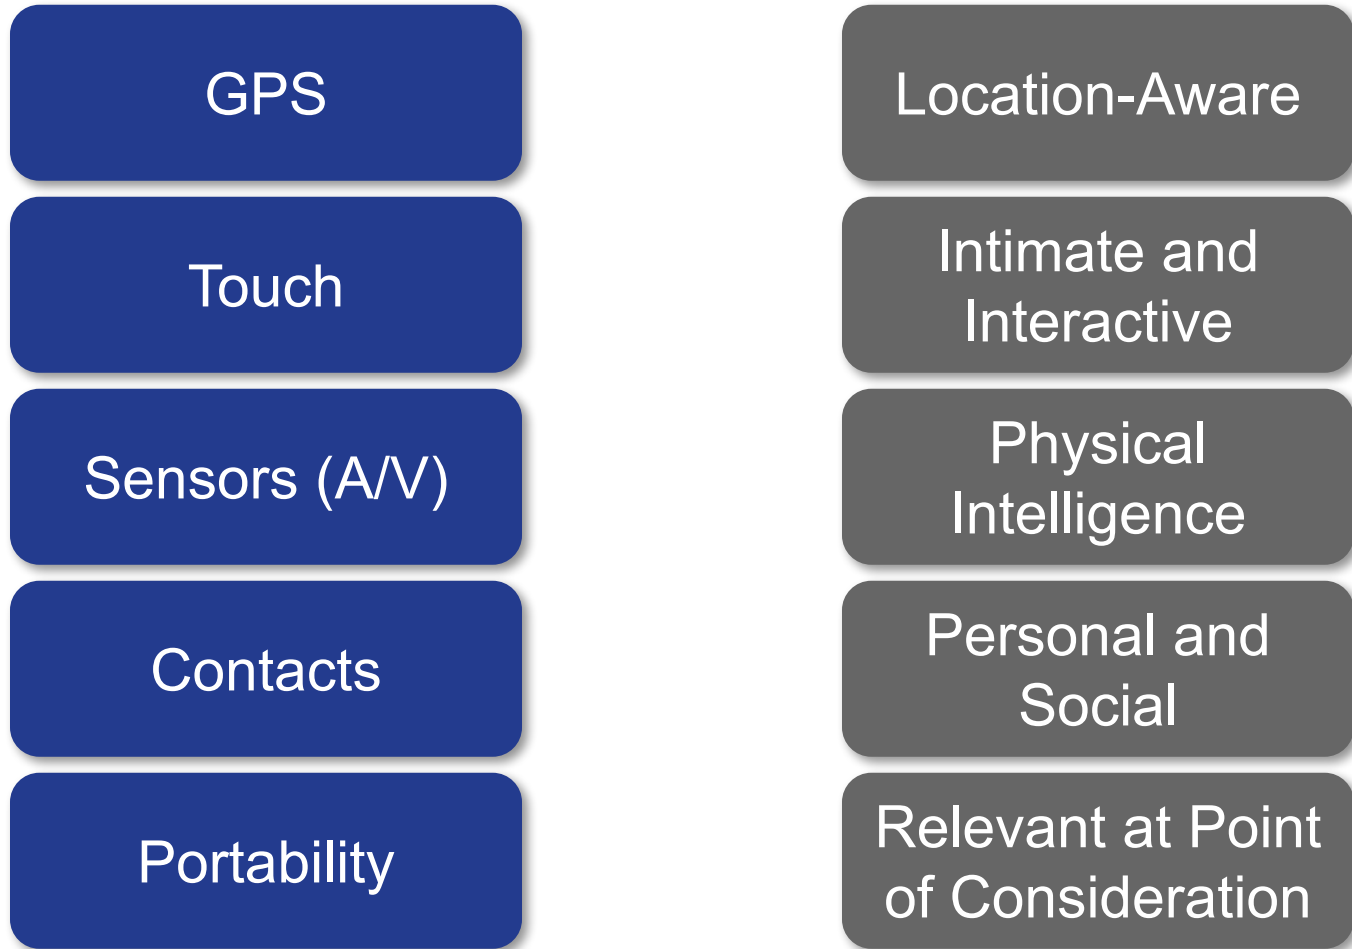 GPS
Location-Aware
Touch
Intimate and
Interactive
Sensors (A/V)
Physical
Intelligence
Contacts
Personal and
Social
Portability
Relevant at Point
of Consideration